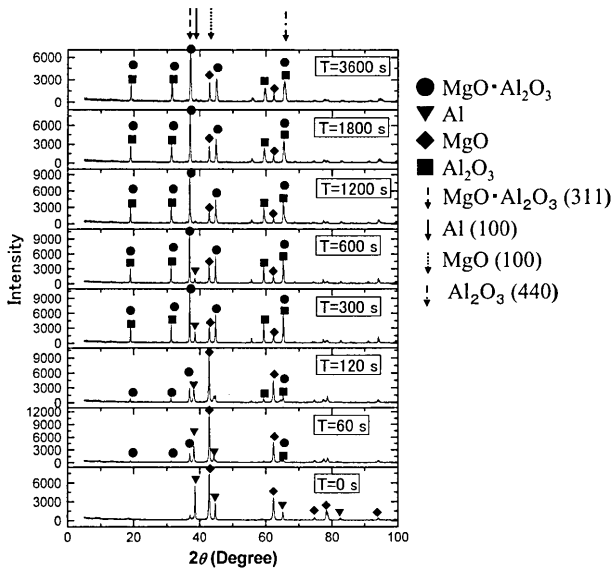 6000
3000
0
T=3600 s
6000
3000
0
T=1800 s
9000
6000
3000
0
T=1200 s
9000
6000
3000
0
T=600 s
9000
6000
3000
0
T=300 s
9000
6000
3000
0
T=120 s
12000
9000
6000
3000
0
T=60 s
6000
3000
0
T=0 s
0 20 40 60 80 100
Intensity
2θ (Degree)
MgO・Al₂O₃
Al
MgO
Al₂O₃
MgO・Al₂O₃ (311)
Al (100)
MgO (100)
Al₂O₃ (440)